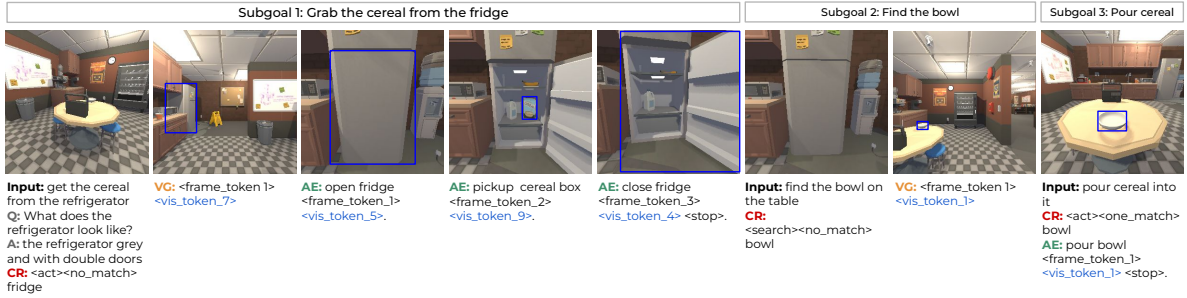 Subgoal 1: Grab the cereal from the fridge
Subgoal 2: Find the bowl
Subgoal 3: Pour cereal
Input: get the cereal
from the refrigerator
Q: What does the
refrigerator look like?
A: the refrigerator grey
and with double doors
CR: <act><no_match>
fridge
VG: <frame_token 1>
<vis_token_7>
AE: open fridge
<frame_token_1>
<vis_token_5>.
AE: pickup cereal box
<frame_token_2>
<vis_token_9>.
AE: close fridge
<frame_token_3>
<vis_token_4> <stop>.
Input: find the bowl on
the table
CR:
<search><no_match>
bowl
VG: <frame_token 1>
<vis_token_1>
Input: pour cereal into
it
CR: <act><one_match>
bowl
AE: pour bowl
<frame_token_1>
<vis_token_1> <stop>.